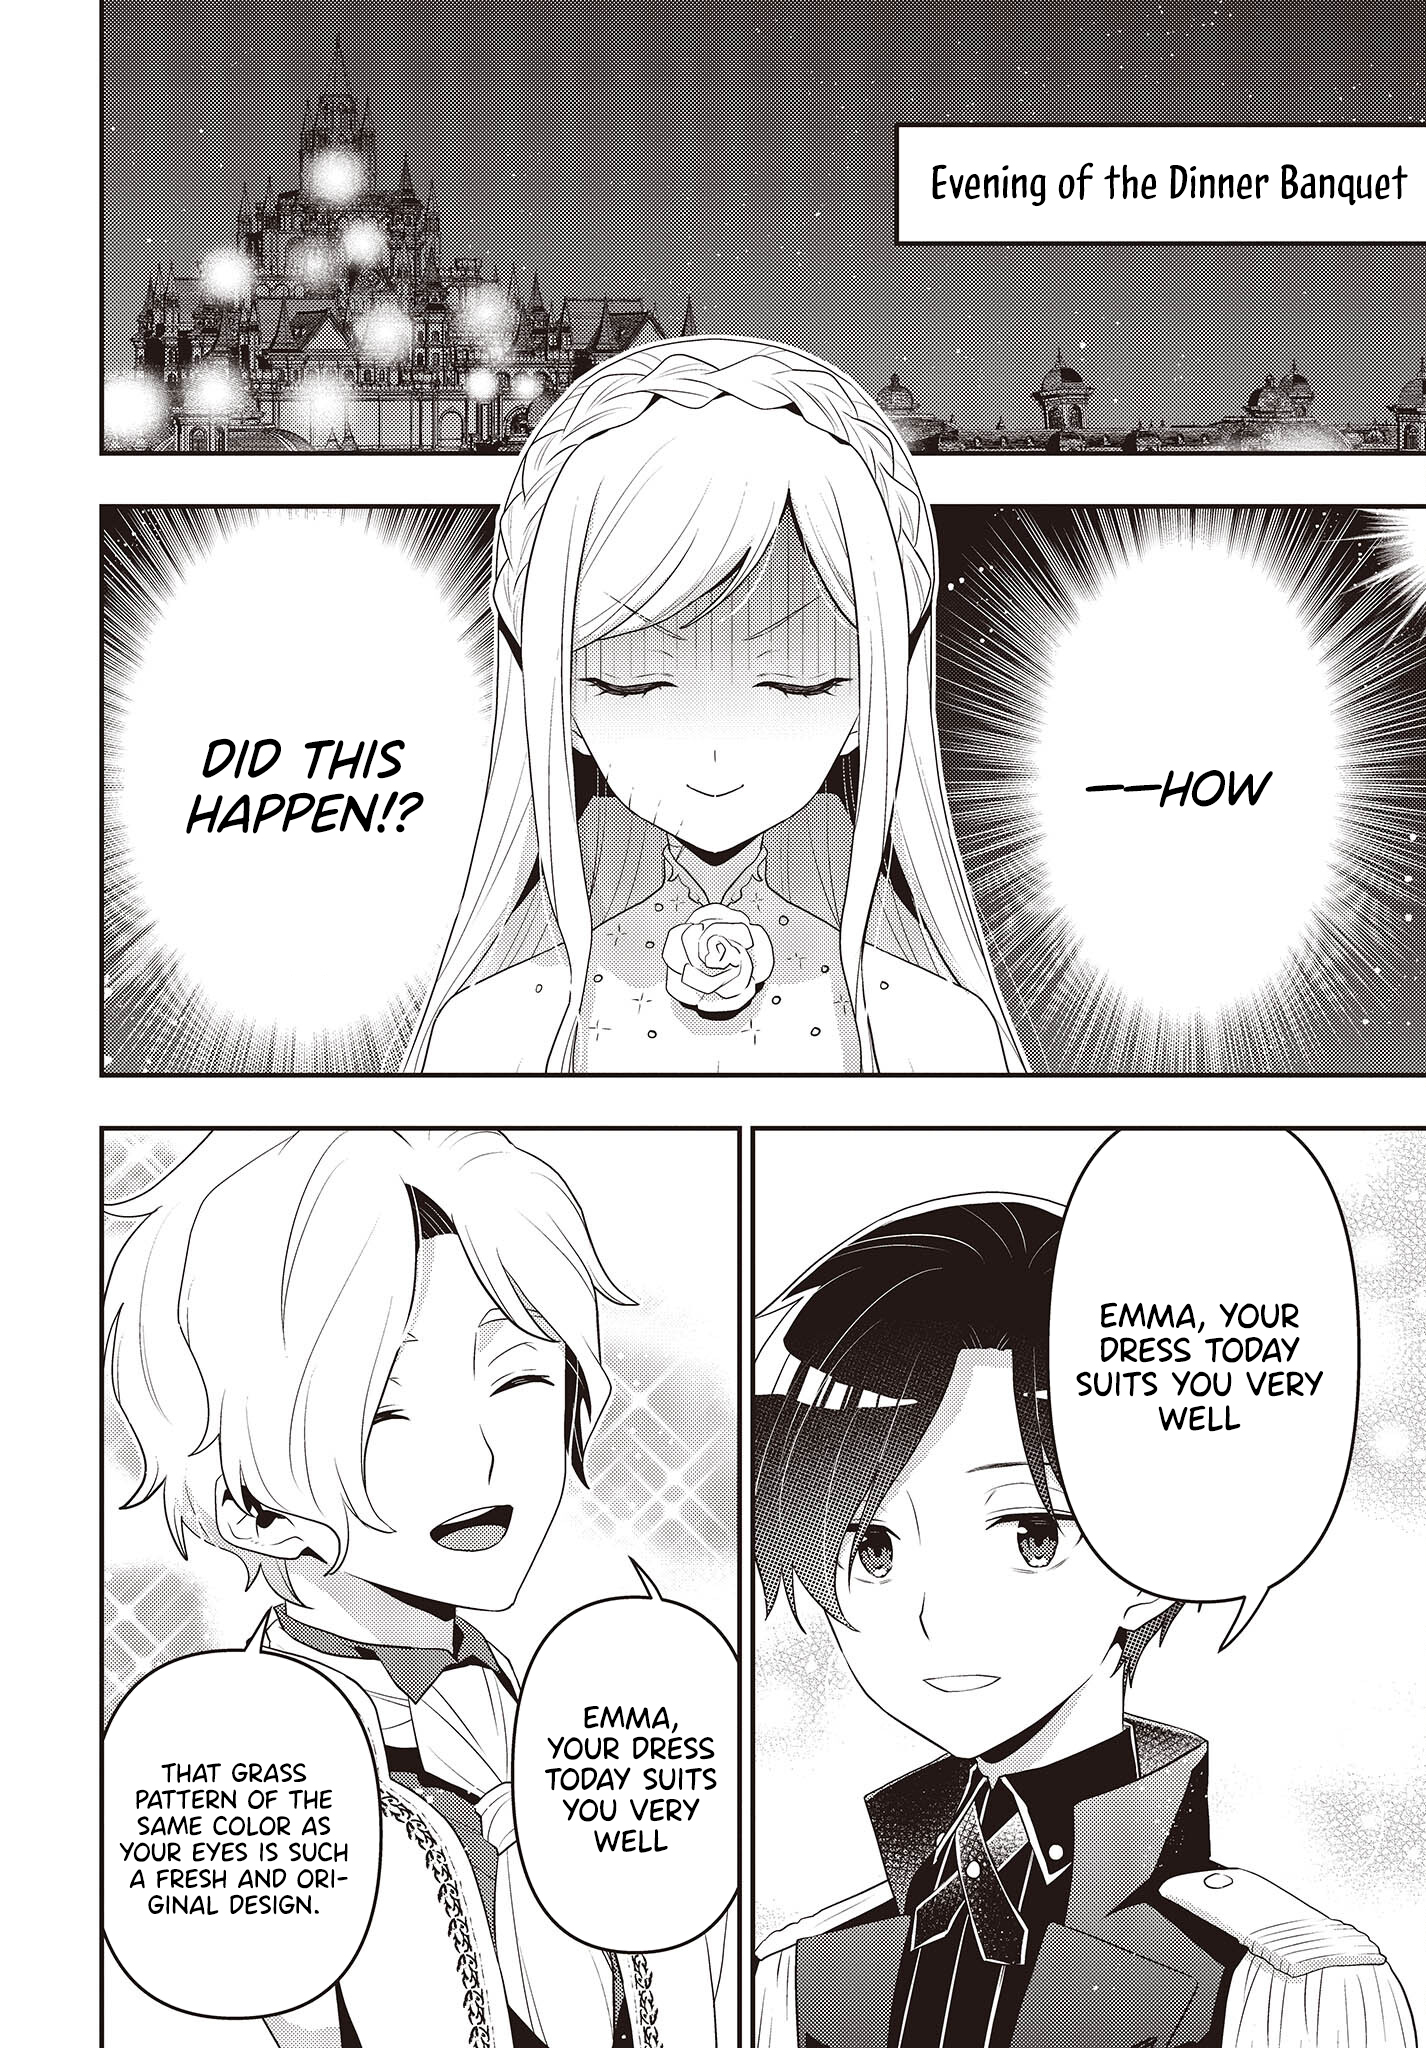 Evening of the Dinner Banquet
——HOW
DID THIS
HAPPEN!?
EMMA, YOUR
DRESS TODAY
SUITS YOU VERY
WELL
EMMA,
YOUR DRESS
TODAY SUITS
YOU VERY
WELL
THAT GRASS
PATTERN OF THE
SAME COLOR AS
YOUR EYES IS SUCH
A FRESH AND ORI-
GINAL DESIGN.